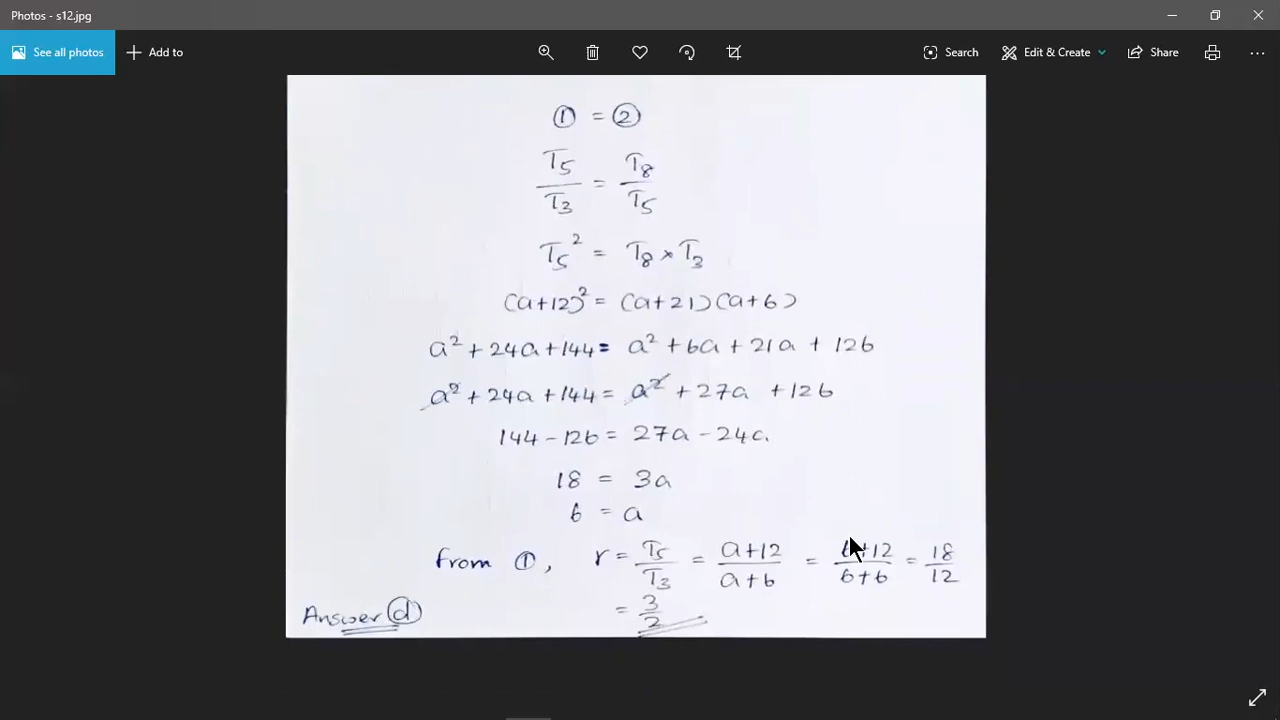 Photos - s12.jpg
See all photos
Add to
Search
Edit & Create
Share
① = ②
T₅/T₃ = T₈/T₅
T₅² = T₈ × T₃
(a+12)² = (a+21)(a+6)
a² + 24a + 144 = a² + 6a + 21a + 126
a² + 24a + 144 = a² + 27a + 126
144 - 126 = 27a - 24a
18 = 3a
6 = a
from ①, r = T₅/T₃ = (a+12)/(a+6) = (6+12)/(6+6) = 18/12
= 3/2
Answer ⓓ